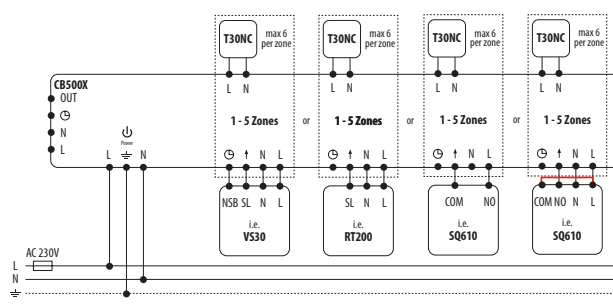 T30NC max 6 per zone T30NC max 6 per zone T30NC max 6 per zone T30NC max 6 per zone
CB500X
L N L N L N L N
OUT
N
L
Power
1 - 5 Zones or 1 - 5 Zones or 1 - 5 Zones or 1 - 5 Zones
L N
N L N L N L N L
NSB SL N L SL N L COM NO COM NO N L
i.e. i.e. i.e. i.e.
VS30 RT200 SQ610 SQ610
AC 230V
L
N